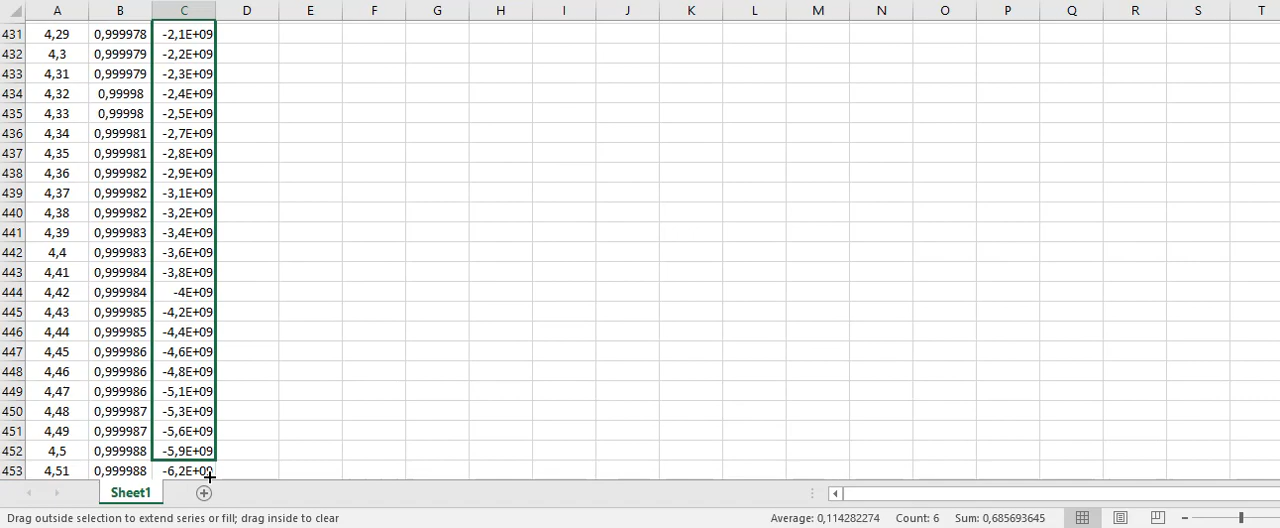 A B C D E F G H I J K L M N O P Q R S T
431 4,29 0,999978 -2,1E+09
432 4,3 0,999979 -2,2E+09
433 4,31 0,999979 -2,3E+09
434 4,32 0,99998 -2,4E+09
435 4,33 0,99998 -2,5E+09
436 4,34 0,999981 -2,7E+09
437 4,35 0,999981 -2,8E+09
438 4,36 0,999982 -2,9E+09
439 4,37 0,999982 -3,1E+09
440 4,38 0,999982 -3,2E+09
441 4,39 0,999983 -3,4E+09
442 4,4 0,999983 -3,6E+09
443 4,41 0,999984 -3,8E+09
444 4,42 0,999984 -4E+09
445 4,43 0,999985 -4,2E+09
446 4,44 0,999985 -4,4E+09
447 4,45 0,999986 -4,6E+09
448 4,46 0,999986 -4,8E+09
449 4,47 0,999986 -5,1E+09
450 4,48 0,999987 -5,3E+09
451 4,49 0,999987 -5,6E+09
452 4,5 0,999988 -5,9E+09
453 4,51 0,999988 -6,2E+09
Sheet1
Drag outside selection to extend series or fill; drag inside to clear Average: 0,114282274 Count: 6 Sum: 0,685693645